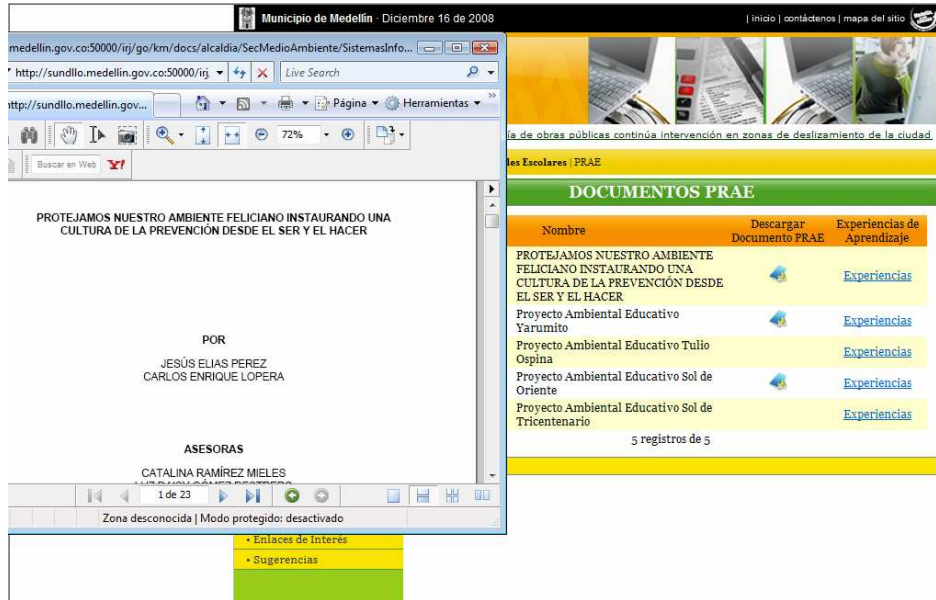 Municipio de Medellín · Diciembre 16 de 2008
| inicio | contáctenos | mapa del sitio
medellin.gov.co:50000/irj/go/km/docs/alcaldia/SecMedioAmbiente/SistemasInfo...
http://sundllo.medellin.gov.co:50000/irj,
Live Search
http://sundllo.medellin.gov...
Página
Herramientas
72%
Buscar en Web
Y!
ía de obras públicas continúa intervención en zonas de deslizamiento de la ciudad
les Escolares | PRAE
PROTEJAMOS NUESTRO AMBIENTE FELICIANO INSTAURANDO UNA
CULTURA DE LA PREVENCIÓN DESDE EL SER Y EL HACER
POR
JESÚS ELIAS PEREZ
CARLOS ENRIQUE LOPERA
ASESORAS
CATALINA RAMÍREZ MIELES
1 de 23
Zona desconocida | Modo protegido: desactivado
DOCUMENTOS PRAE
Nombre
Descargar
Documento PRAE
Experiencias de
Aprendizaje
PROTEJAMOS NUESTRO AMBIENTE
FELICIANO INSTAURANDO UNA
CULTURA DE LA PREVENCIÓN DESDE
EL SER Y EL HACER
Experiencias
Proyecto Ambiental Educativo
Yarumito
Experiencias
Proyecto Ambiental Educativo Tulio
Ospina
Experiencias
Proyecto Ambiental Educativo Sol de
Oriente
Experiencias
Proyecto Ambiental Educativo Sol de
Tricentenario
Experiencias
5 registros de 5
• Enlaces de Interés
• Sugerencias